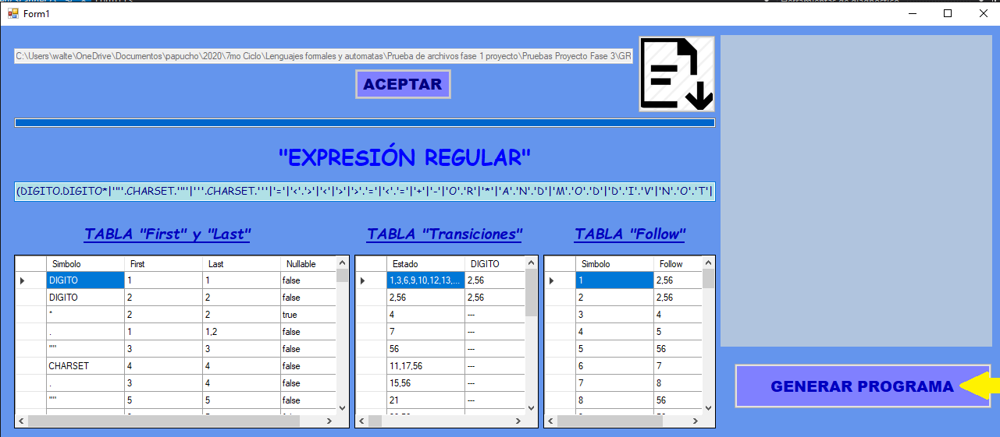 Form1
C:\Users\walte\OneDrive\Documentos\papucho\2020\7mo Ciclo\Lenguajes formales y automatas\Prueba de archivos fase 1 proyecto\Pruebas Proyecto Fase 3\GR
ACEPTAR
"EXPRESIÓN REGULAR"
(DIGITO.DIGITO*|'"'.CHARSET.'"'|'''.CHARSET.'''|'='|'<'.'>'|'<'|'>'|'>'.'='|'<'.'='|'+'|'-'|'O'.'R'|'*'|'A'.'N'.'D'|'M'.'O'.'D'|'D'.'I'.'V'|'N'.'O'.'T'|
TABLA "First" y "Last"
Simbolo First Last Nullable
DIGITO 1 1 false
DIGITO 2 2 false
* 2 2 true
. 1 1,2 false
'"' 3 3 false
CHARSET 4 4 false
. 3 4 false
'"' 5 5 false
TABLA "Transiciones"
Estado DIGITO
1,3,6,9,10,12,13,... 2,56
2,56 2,56
4 ---
7 ---
56 ---
11,17,56 ---
15,56 ---
21 ---
TABLA "Follow"
Simbolo Follow
1 2,56
2 2,56
3 4
4 5
5 56
6 7
7 8
8 56
GENERAR PROGRAMA